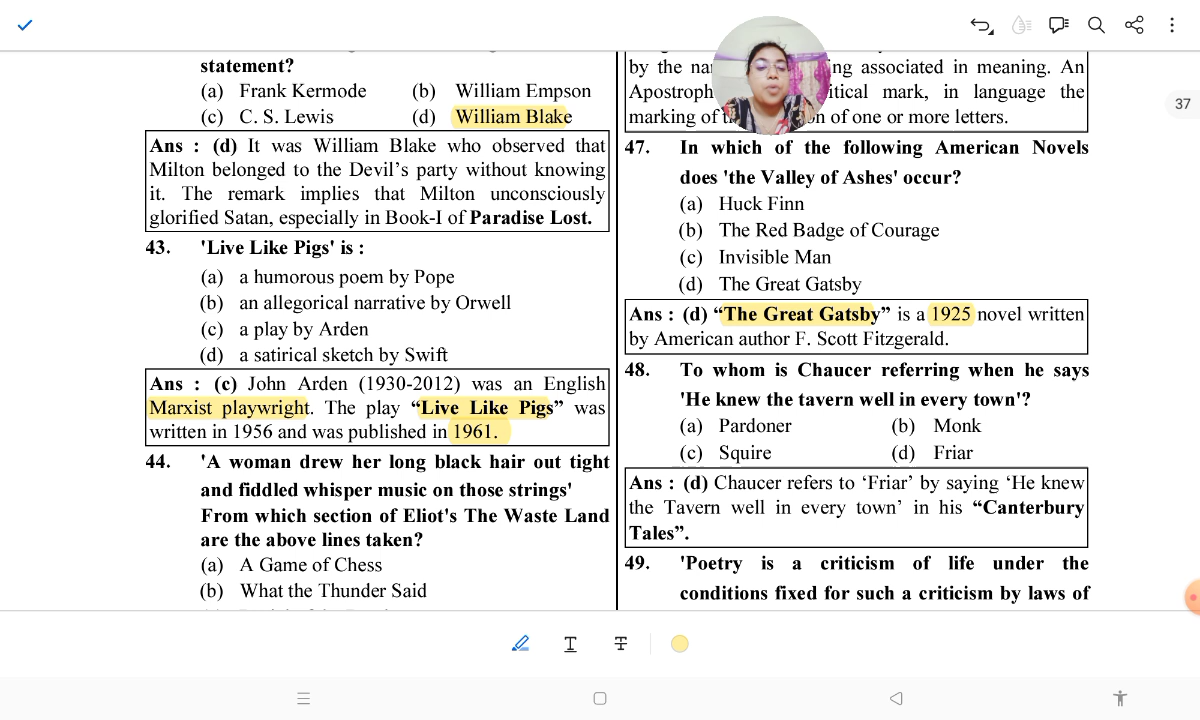 statement?
(a) Frank Kermode (b) William Empson
(c) C. S. Lewis (d) William Blake
Ans : (d) It was William Blake who observed that
Milton belonged to the Devil's party without knowing
it. The remark implies that Milton unconsciously
glorified Satan, especially in Book-I of Paradise Lost.
43. 'Live Like Pigs' is :
(a) a humorous poem by Pope
(b) an allegorical narrative by Orwell
(c) a play by Arden
(d) a satirical sketch by Swift
Ans : (c) John Arden (1930-2012) was an English
Marxist playwright. The play “Live Like Pigs” was
written in 1956 and was published in 1961.
44. 'A woman drew her long black hair out tight
and fiddled whisper music on those strings'
From which section of Eliot's The Waste Land
are the above lines taken?
(a) A Game of Chess
(b) What the Thunder Said
by the associated in meaning. An
mark, in language the
marking of of one or more letters.
47. In which of the following American Novels
does 'the Valley of Ashes' occur?
(a) Huck Finn
(b) The Red Badge of Courage
(c) Invisible Man
(d) The Great Gatsby
Ans : (d) “The Great Gatsby” is a 1925 novel written
by American author F. Scott Fitzgerald.
48. To whom is Chaucer referring when he says
'He knew the tavern well in every town'?
(a) Pardoner (b) Monk
(c) Squire (d) Friar
Ans : (d) Chaucer refers to ‘Friar’ by saying ‘He knew
the Tavern well in every town’ in his “Canterbury
Tales”.
49. 'Poetry is a criticism of life under the
conditions fixed for such a criticism by laws of
37